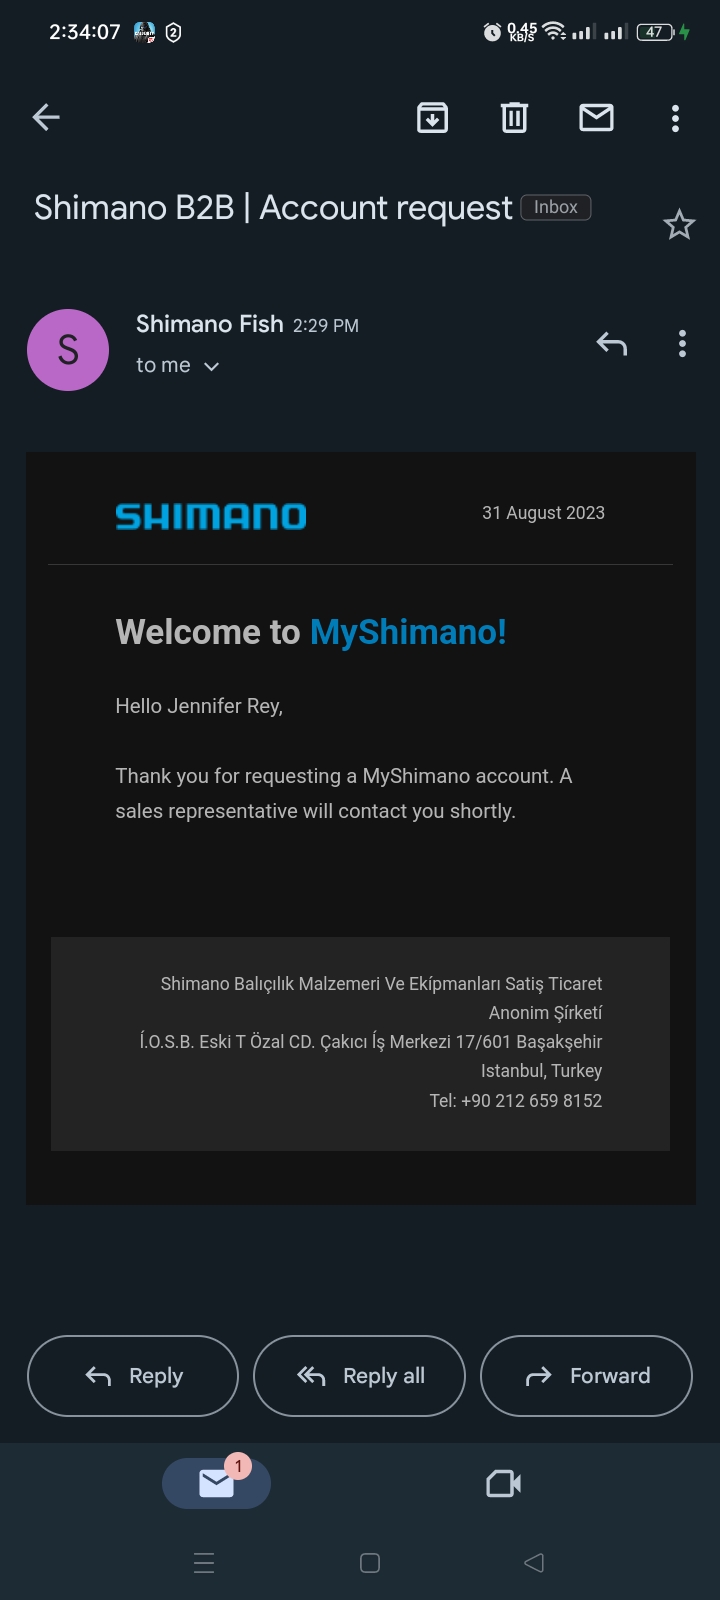 2:34:07 2 0.45 KB/S 47
Shimano B2B | Account request Inbox
S
Shimano Fish 2:29 PM
to me
SHIMANO 31 August 2023
Welcome to MyShimano!
Hello Jennifer Rey,
Thank you for requesting a MyShimano account. A
sales representative will contact you shortly.
Shimano Balıçılık Malzemeri Ve Ekípmanları Satiş Ticaret
Anonim Şírketí
Í.O.S.B. Eski T Özal CD. Çakıcı Íş Merkezi 17/601 Başakşehir
Istanbul, Turkey
Tel: +90 212 659 8152
Reply Reply all Forward
1